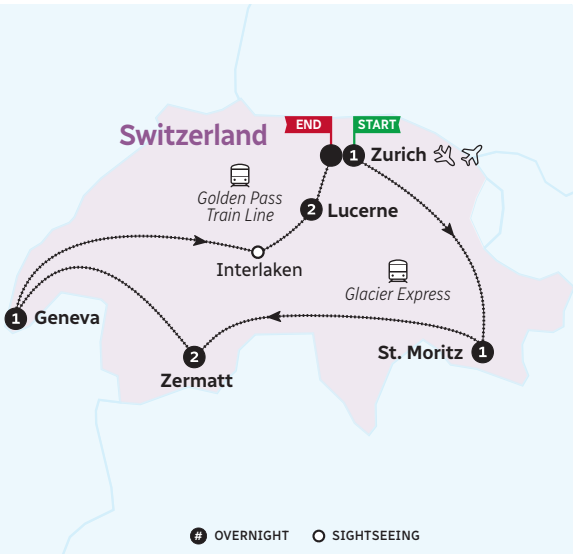 Switzerland
END
START
1
Zurich
Golden Pass
Train Line
2
Lucerne
Interlaken
Glacier Express
1
Geneva
St. Moritz
1
2
Zermatt
# OVERNIGHT
SIGHTSEEING